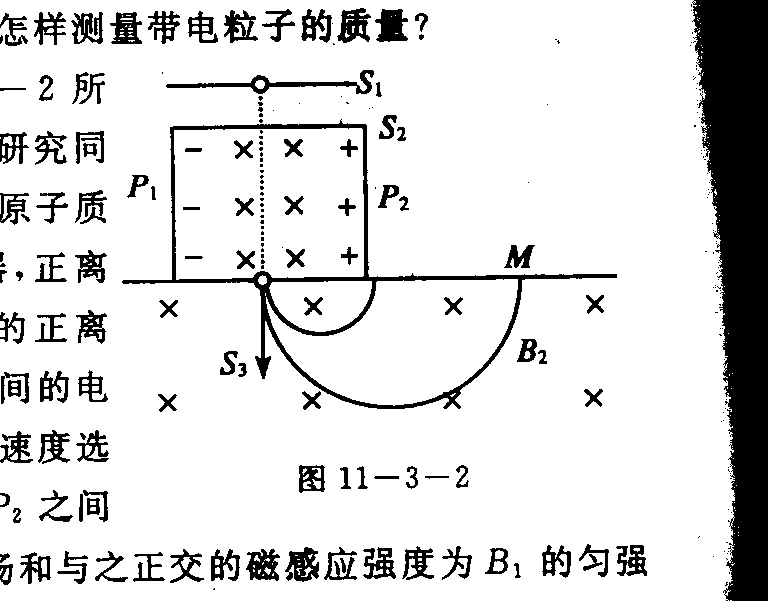 怎样测量带电粒子的质量?
—2 所
S₁
研究同
S₂
- × × +
P₁
P₂
原子质
- × × +
,正离
- × × +
M
的正离
× × × ×
间的电
S₃
B₂
× × × ×
速度选
图 11—3—2
P₂ 之间
和与之正交的磁感应强度为 B₁ 的匀强